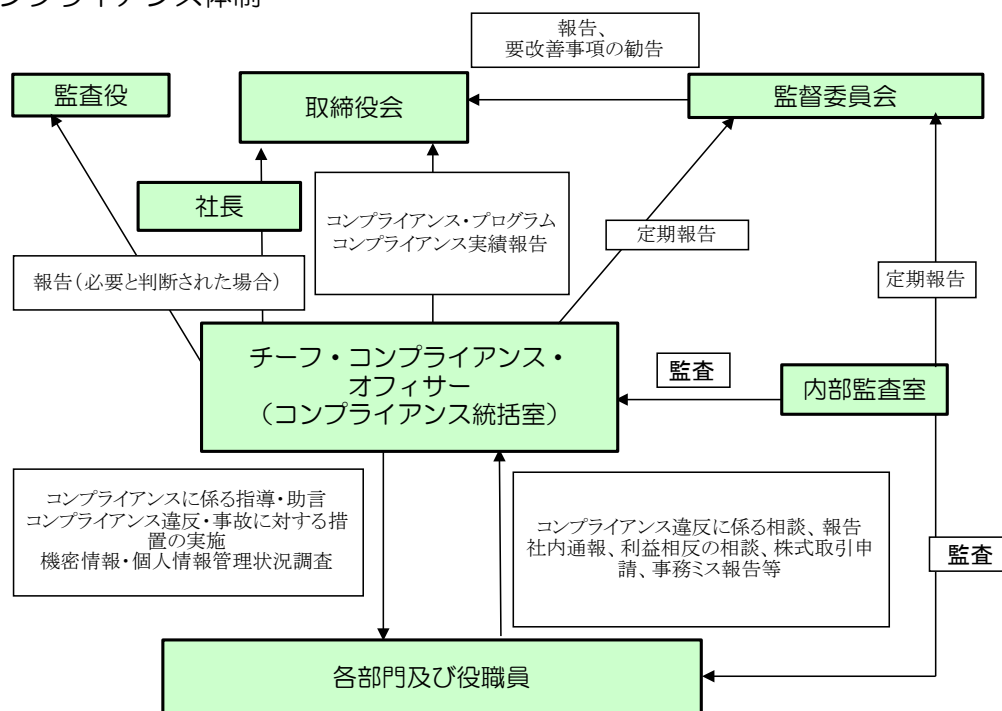 ンプライアンス体制
報告、
要改善事項の勧告
監査役
取締役会
監督委員会
社長
コンプライアンス・プログラム
コンプライアンス実績報告
定期報告
報告（必要と判断された場合）
定期報告
チーフ・コンプライアンス・
オフィサー
（コンプライアンス統括室）
監査
内部監査室
コンプライアンスに係る指導・助言
コンプライアンス違反・事故に対する措
置の実施
機密情報・個人情報管理状況調査
コンプライアンス違反に係る相談、報告
社内通報、利益相反の相談、株式取引申
請、事務ミス報告等
監査
各部門及び役職員